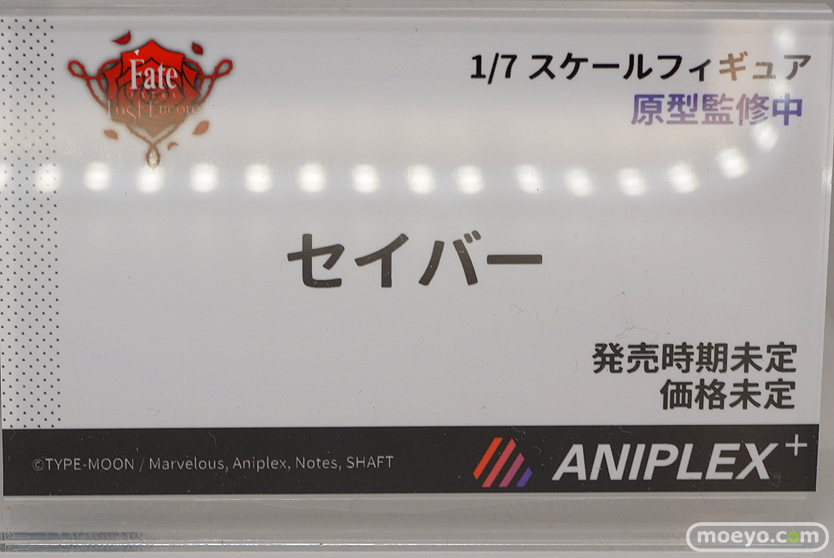 Fate
EXTRA
Last Encore
1/7 スケールフィギュア
原型監修中
セイバー
発売時期未定
価格未定
©TYPE-MOON / Marvelous, Aniplex, Notes, SHAFT
ANIPLEX+
moeyo.com